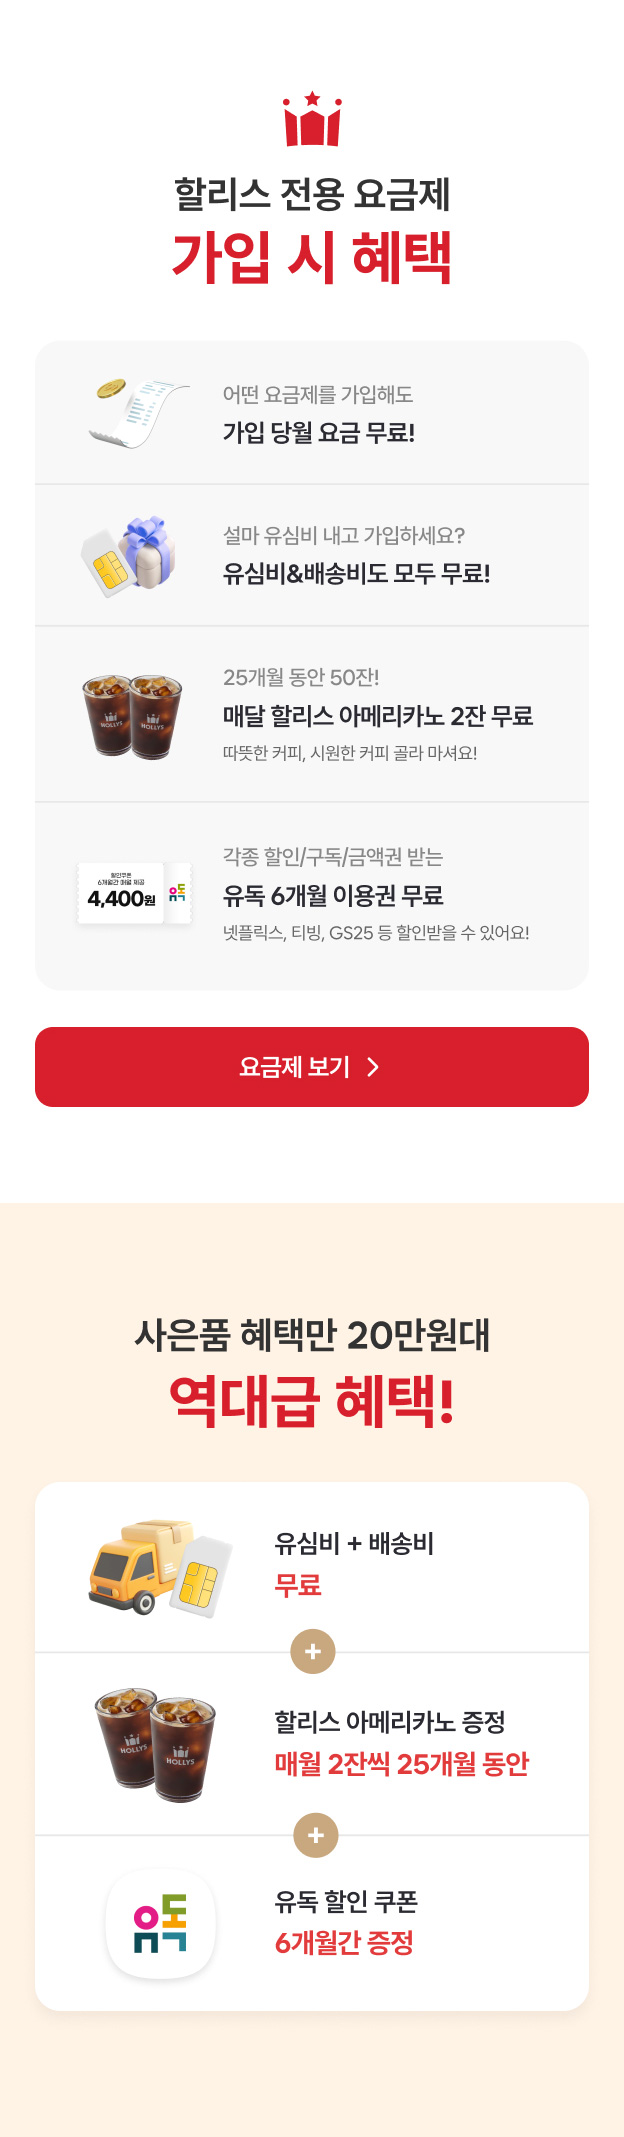 할리스 전용 요금제
가입 시 혜택
어떤 요금제를 가입해도
가입 당월 요금 무료!
설마 유심비 내고 가입하세요?
유심비&배송비도 모두 무료!
25개월 동안 50잔!
매달 할리스 아메리카노 2잔 무료
따뜻한 커피, 시원한 커피 골라 마셔요!
HOLLYS
HOLLYS
각종 할인/구독/금액권 받는
유독 6개월 이용권 무료
넷플릭스, 티빙, GS25 등 할인받을 수 있어요!
할인쿠폰
6개월간 매월 제공
4,400원
유독
요금제 보기
사은품 혜택만 20만원대
역대급 혜택!
유심비 + 배송비
무료
+
할리스 아메리카노 증정
매월 2잔씩 25개월 동안
HOLLYS
HOLLYS
+
유독 할인 쿠폰
6개월간 증정
유독